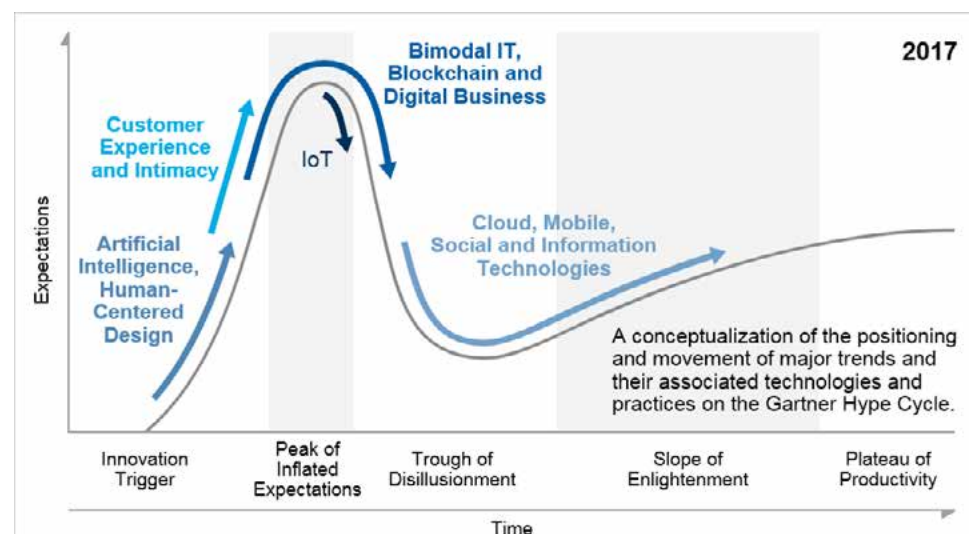 2017
Bimodal IT,
Blockchain and
Digital Business
Customer
Experience
and Intimacy
IoT
Artificial
Intelligence,
Human-
Centered
Design
Cloud, Mobile,
Social and Information
Technologies
A conceptualization of the positioning
and movement of major trends and
their associated technologies and
practices on the Gartner Hype Cycle.
Expectations
Innovation
Trigger
Peak of
Inflated
Expectations
Trough of
Disillusionment
Slope of
Enlightenment
Plateau of
Productivity
Time